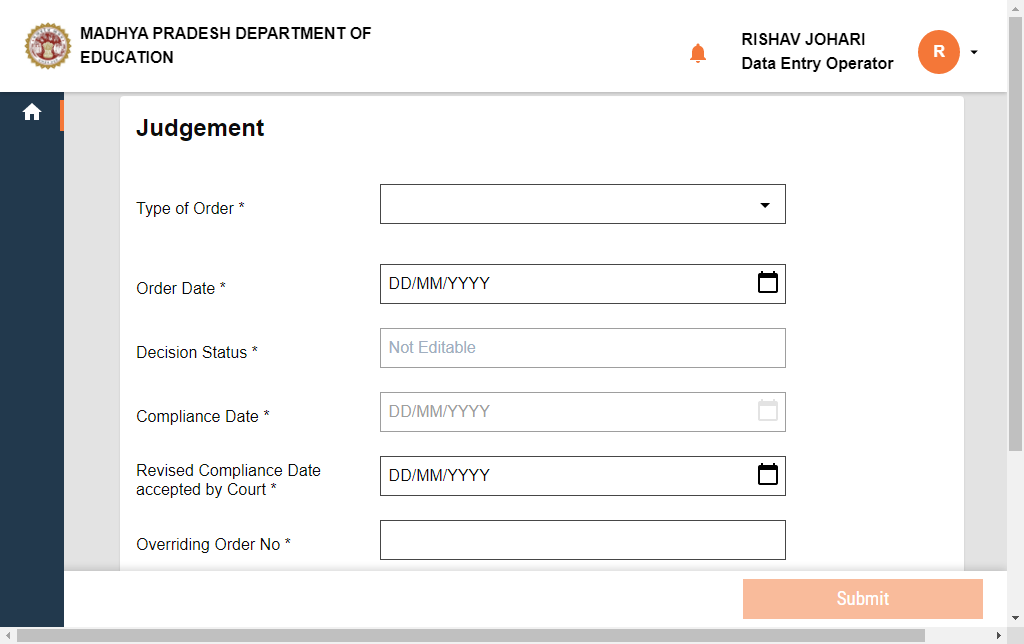 MADHYA PRADESH DEPARTMENT OF
EDUCATION
RISHAV JOHARI
Data Entry Operator
R
Judgement
Type of Order *
Order Date *
DD/MM/YYYY
Decision Status *
Not Editable
Compliance Date *
DD/MM/YYYY
Revised Compliance Date
accepted by Court *
DD/MM/YYYY
Overriding Order No *
Submit